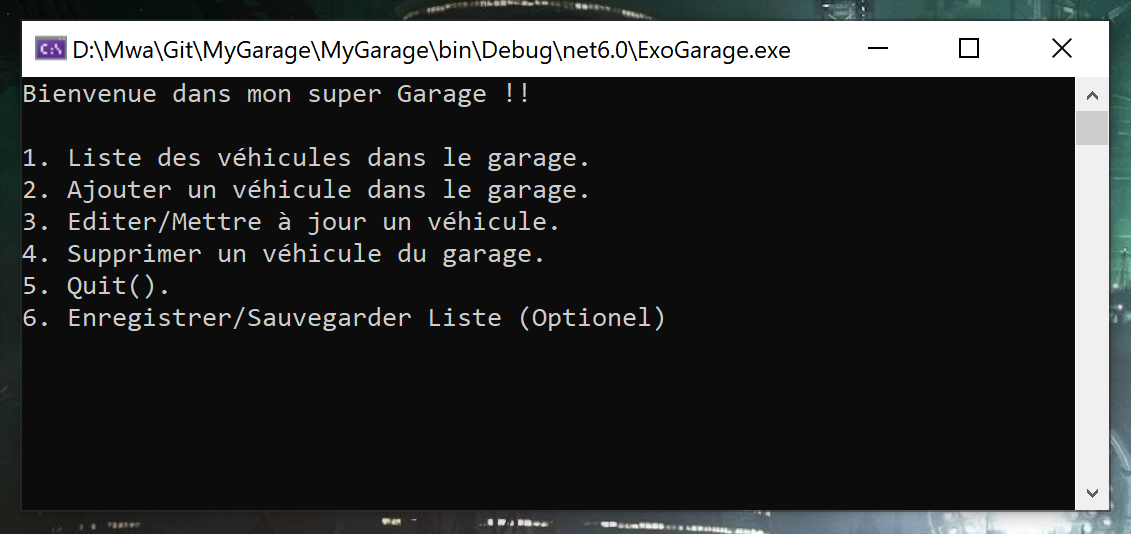 D:\Mwa\Git\MyGarage\MyGarage\bin\Debug\net6.0\ExoGarage.exe
Bienvenue dans mon super Garage !!
1. Liste des véhicules dans le garage.
2. Ajouter un véhicule dans le garage.
3. Editer/Mettre à jour un véhicule.
4. Supprimer un véhicule du garage.
5. Quit().
6. Enregistrer/Sauvegarder Liste (Optionel)